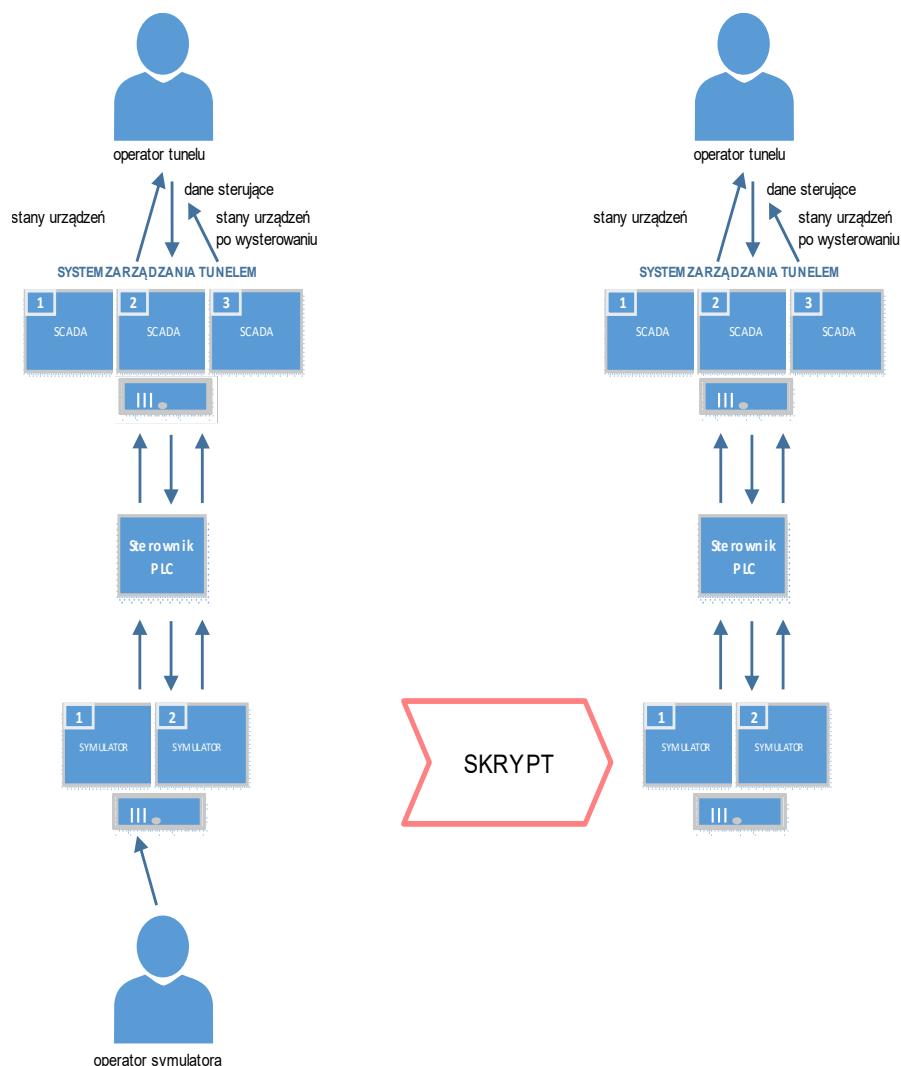 operator tunelu
dane sterujące
stany urządzeń
stany urządzeń
po wysterowaniu
SYSTEM ZARZĄDZANIA TUNELEM
1
2
3
SCADA
SCADA
SCADA
Sterownik
PLC
1
2
SYMULATOR
SYMULATOR
operator symulatora
operator tunelu
dane sterujące
stany urządzeń
stany urządzeń
po wysterowaniu
SYSTEM ZARZĄDZANIA TUNELEM
1
2
3
SCADA
SCADA
SCADA
Sterownik
PLC
SKRYPT
1
2
SYMULATOR
SYMULATOR